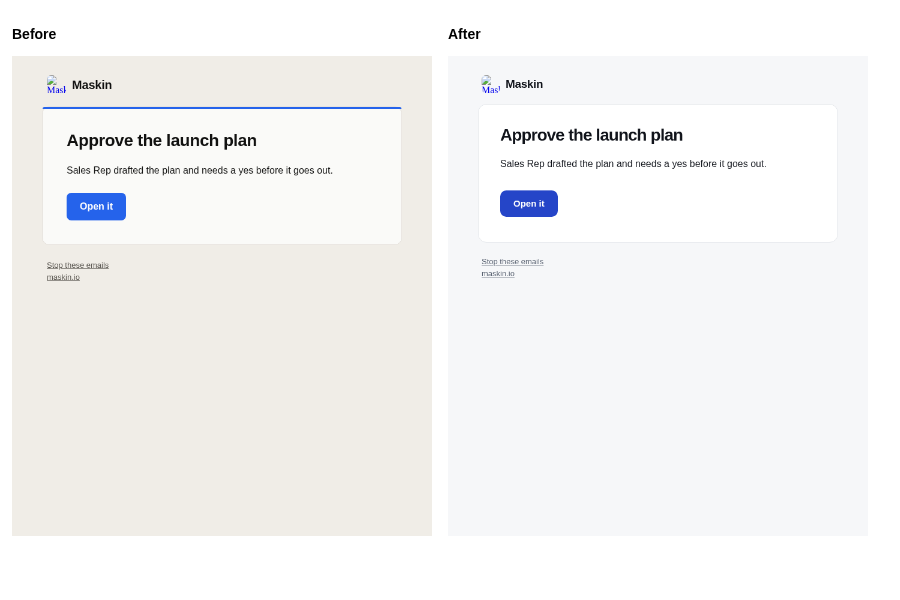 Before
Mask
Maskin
Approve the launch plan
Sales Rep drafted the plan and needs a yes before it goes out.
Open it
Stop these emails
maskin.io
After
Mask
Maskin
Approve the launch plan
Sales Rep drafted the plan and needs a yes before it goes out.
Open it
Stop these emails
maskin.io